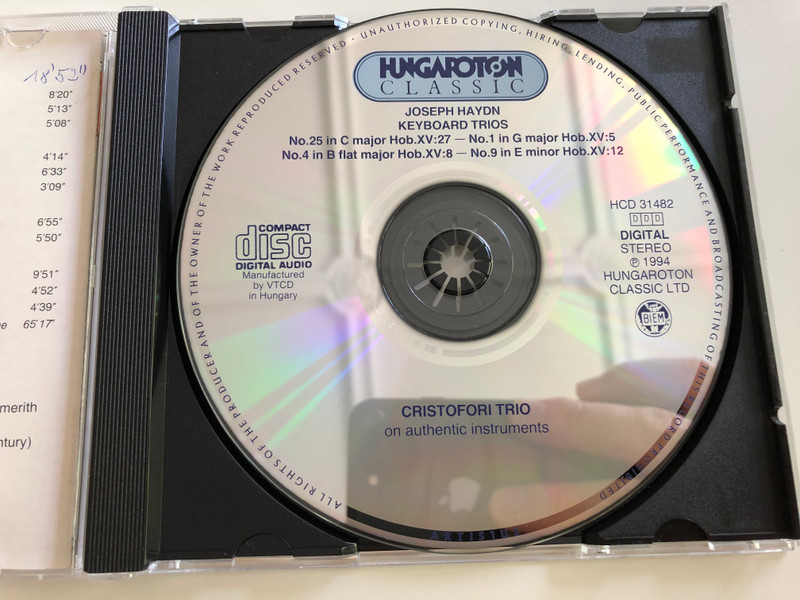 18'52"
8'20"
5'13"
5'08"
4'14"
6'33"
3'09"
6'55"
5'50"
9'51"
4'52"
4'39"
65'17"
merith
ntury)
HUNGAROTON
CLASSIC
JOSEPH HAYDN
KEYBOARD TRIOS
No.25 in C major Hob.XV:27 – No.1 in G major Hob.XV:5
No.4 in B flat major Hob.XV:8 – No.9 in E minor Hob.XV:12
COMPACT
disc
DIGITAL AUDIO
Manufactured
by VTCD
in Hungary
HCD 31482
DDD
DIGITAL
STEREO
℗ 1994
HUNGAROTON
CLASSIC LTD
BIEM
CRISTOFORI TRIO
on authentic instruments
ALL RIGHTS OF THE PRODUCER AND OF THE OWNER OF THE WORK REPRODUCED RESERVED · UNAUTHORIZED COPYING, HIRING, LENDING, PUBLIC PERFORMANCE AND BROADCASTING OF THIS RECORD PROHIBITED
ARTISJUS